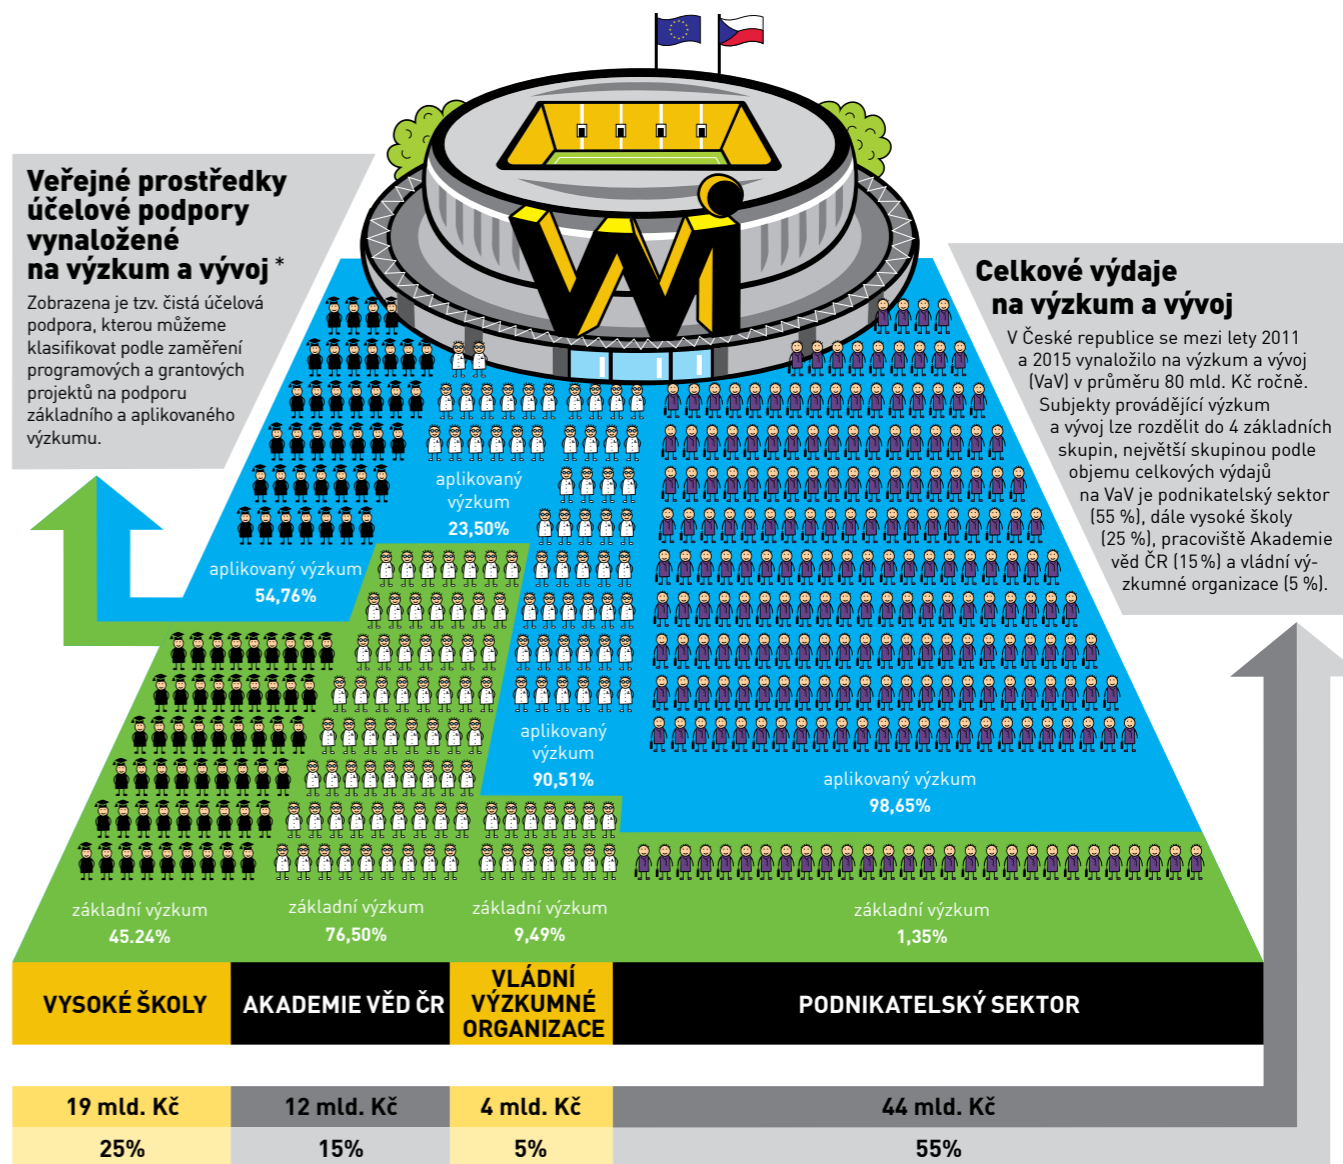 Veřejné prostředky
účelové podpory
vynaložené
na výzkum a vývoj *
Zobrazena je tzv. čistá účelová
podpora, kterou můžeme
klasifikovat podle zaměření
programových a grantových
projektů na podporu
základního a aplikovaného
výzkumu.
VVI
Celkové výdaje
na výzkum a vývoj
V České republice se mezi lety 2011
a 2015 vynaložilo na výzkum a vývoj
(VaV) v průměru 80 mld. Kč ročně.
Subjekty provádějící výzkum
a vývoj lze rozdělit do 4 základních
skupin, největší skupinou podle
objemu celkových výdajů
na VaV je podnikatelský sektor
(55 %), dále vysoké školy
(25 %), pracoviště Akademie
věd ČR (15 %) a vládní vý-
zkumné organizace (5 %).
aplikovaný
výzkum
23,50%
aplikovaný výzkum
54,76%
aplikovaný
výzkum
90,51%
aplikovaný výzkum
98,65%
základní výzkum
45.24%
základní výzkum
76,50%
základní výzkum
9,49%
základní výzkum
1,35%
VYSOKÉ ŠKOLY
AKADEMIE VĚD ČR
VLÁDNÍ
VÝZKUMNÉ
ORGANIZACE
PODNIKATELSKÝ SEKTOR
19 mld. Kč
12 mld. Kč
4 mld. Kč
44 mld. Kč
25%
15%
5%
55%